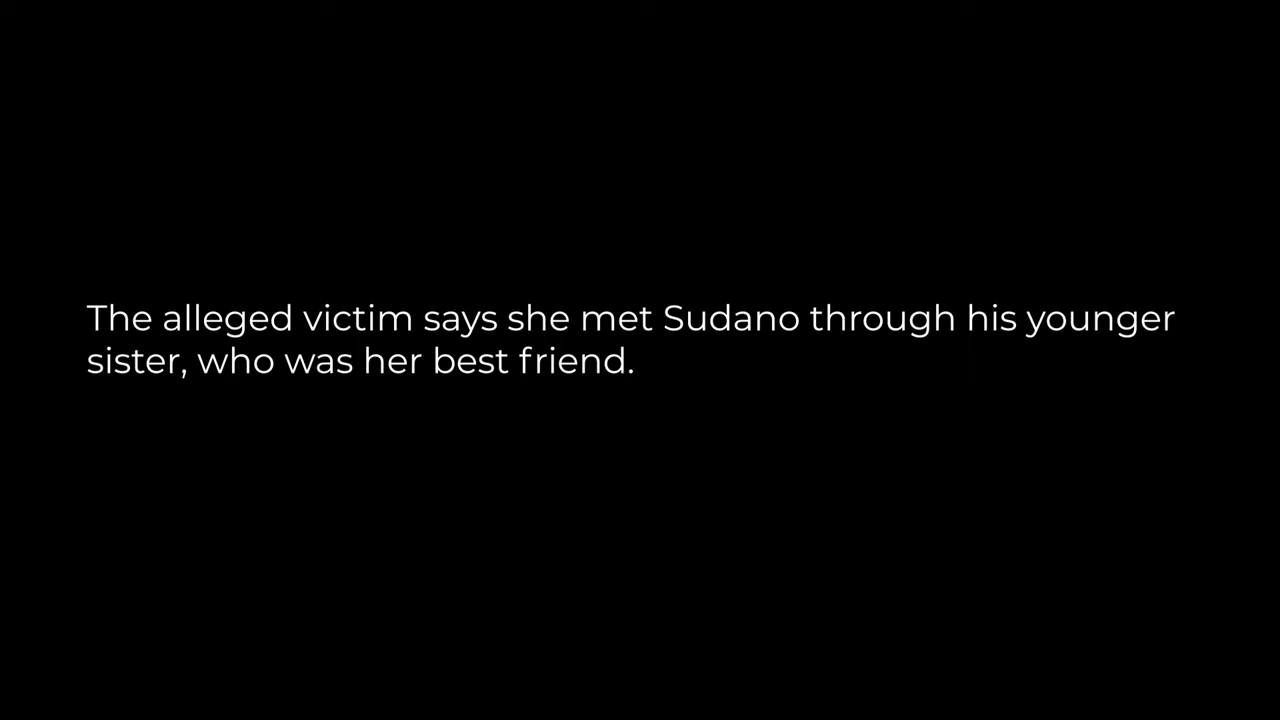 The alleged victim says she met Sudano through his younger
sister, who was her best friend.